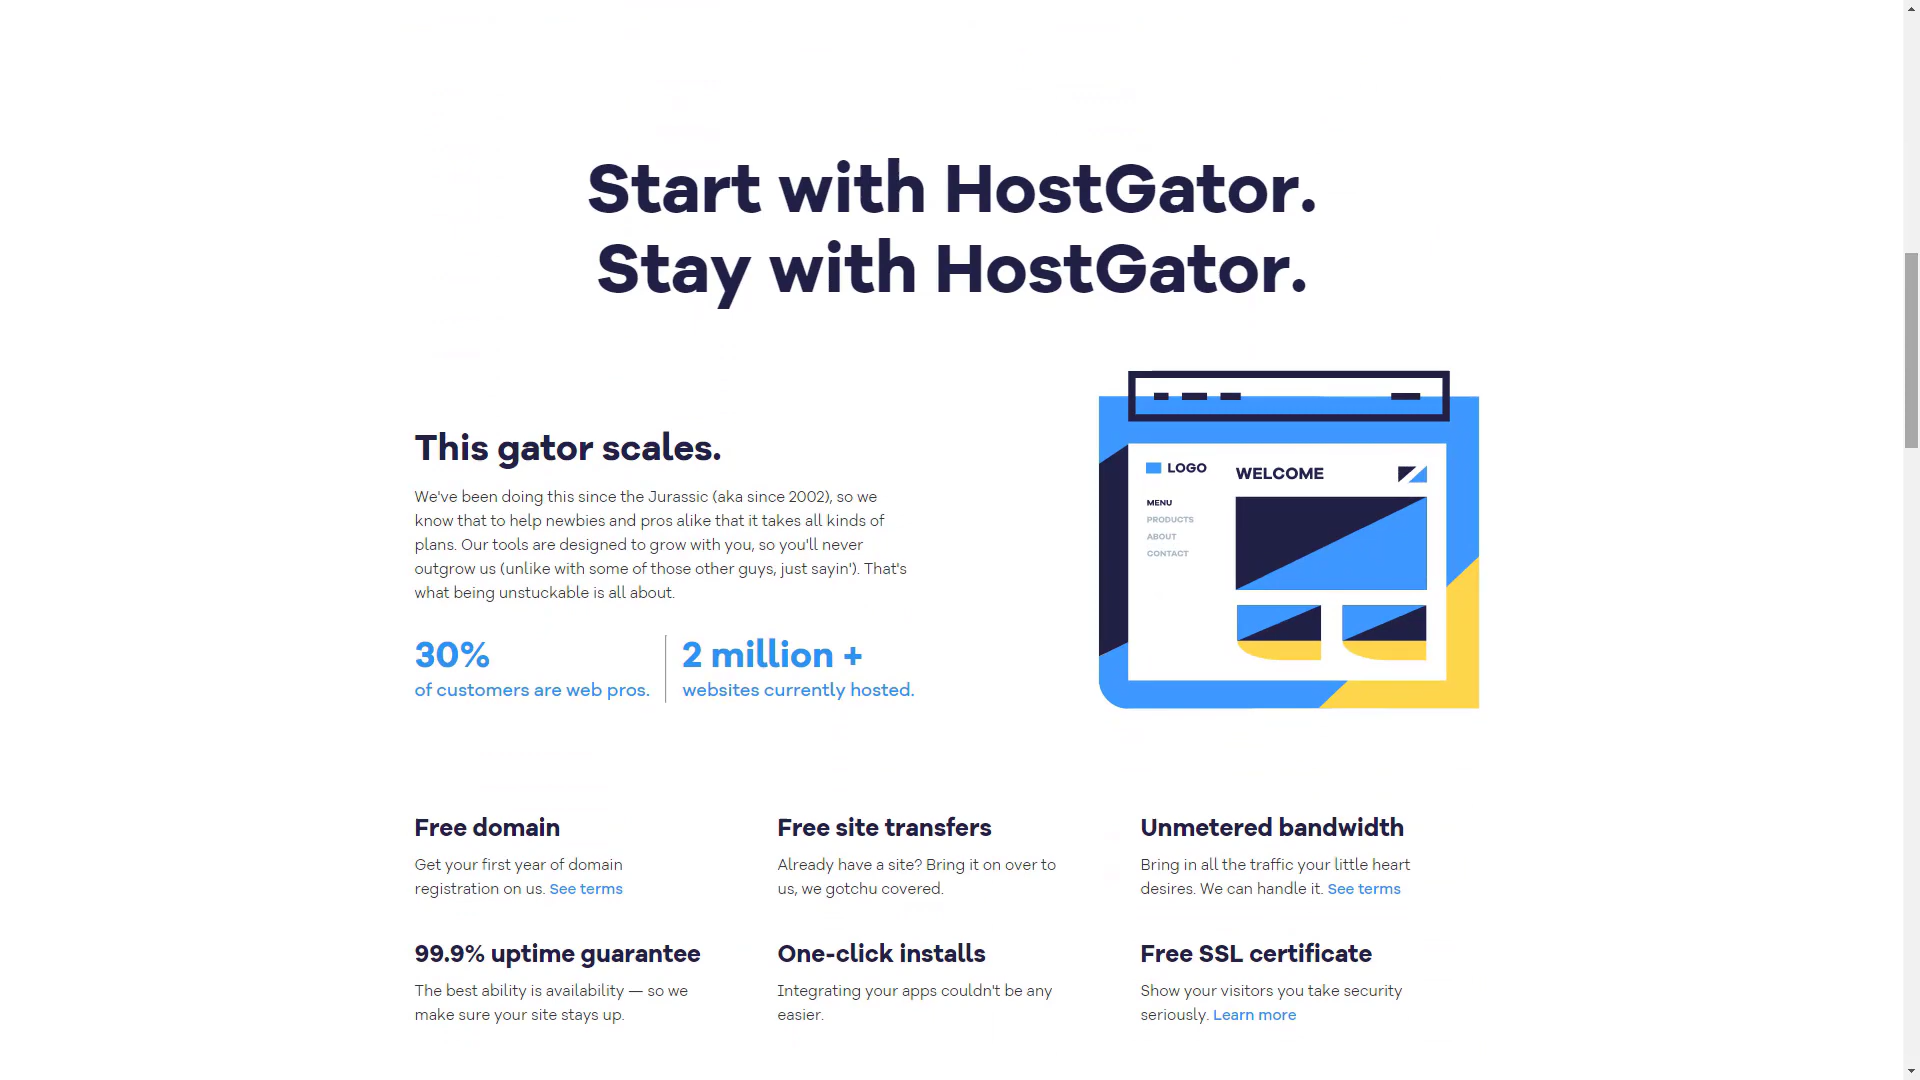 Start with HostGator.
Stay with HostGator.
This gator scales.
We've been doing this since the Jurassic (aka since 2002), so we
know that to help newbies and pros alike that it takes all kinds of
plans. Our tools are designed to grow with you, so you'll never
outgrow us (unlike with some of those other guys, just sayin'). That's
what being unstuckable is all about.
30%
of customers are web pros.
2 million +
websites currently hosted.
LOGO
WELCOME
MENU
PRODUCTS
ABOUT
CONTACT
Free domain
Get your first year of domain
registration on us. See terms
Free site transfers
Already have a site? Bring it on over to
us, we gotchu covered.
Unmetered bandwidth
Bring in all the traffic your little heart
desires. We can handle it. See terms
99.9% uptime guarantee
The best ability is availability — so we
make sure your site stays up.
One-click installs
Integrating your apps couldn't be any
easier.
Free SSL certificate
Show your visitors you take security
seriously. Learn more